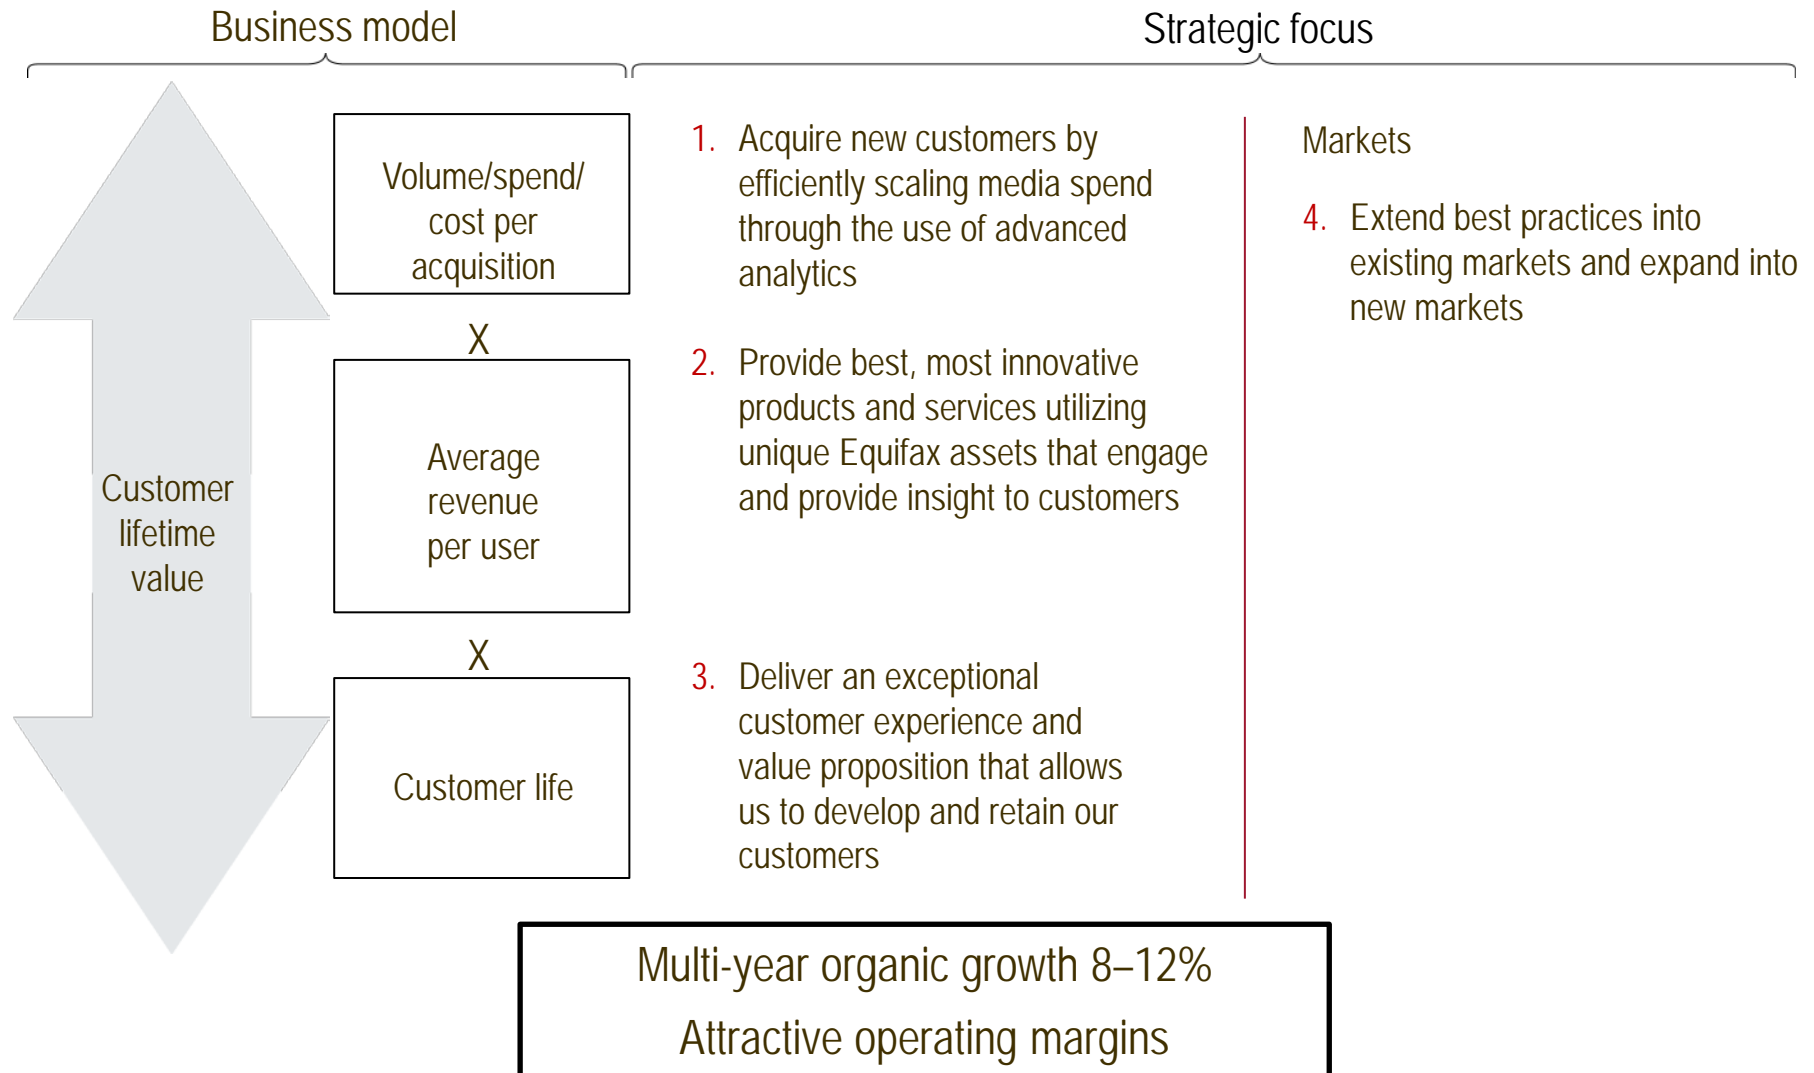 Business model
Strategic focus
Customer
lifetime
value
Volume/spend/
cost per
acquisition
X
Average
revenue
per user
X
Customer life
1. Acquire new customers by
efficiently scaling media spend
through the use of advanced
analytics
2. Provide best, most innovative
products and services utilizing
unique Equifax assets that engage
and provide insight to customers
3. Deliver an exceptional
customer experience and
value proposition that allows
us to develop and retain our
customers
Markets
4. Extend best practices into
existing markets and expand into
new markets
Multi-year organic growth 8–12%
Attractive operating margins